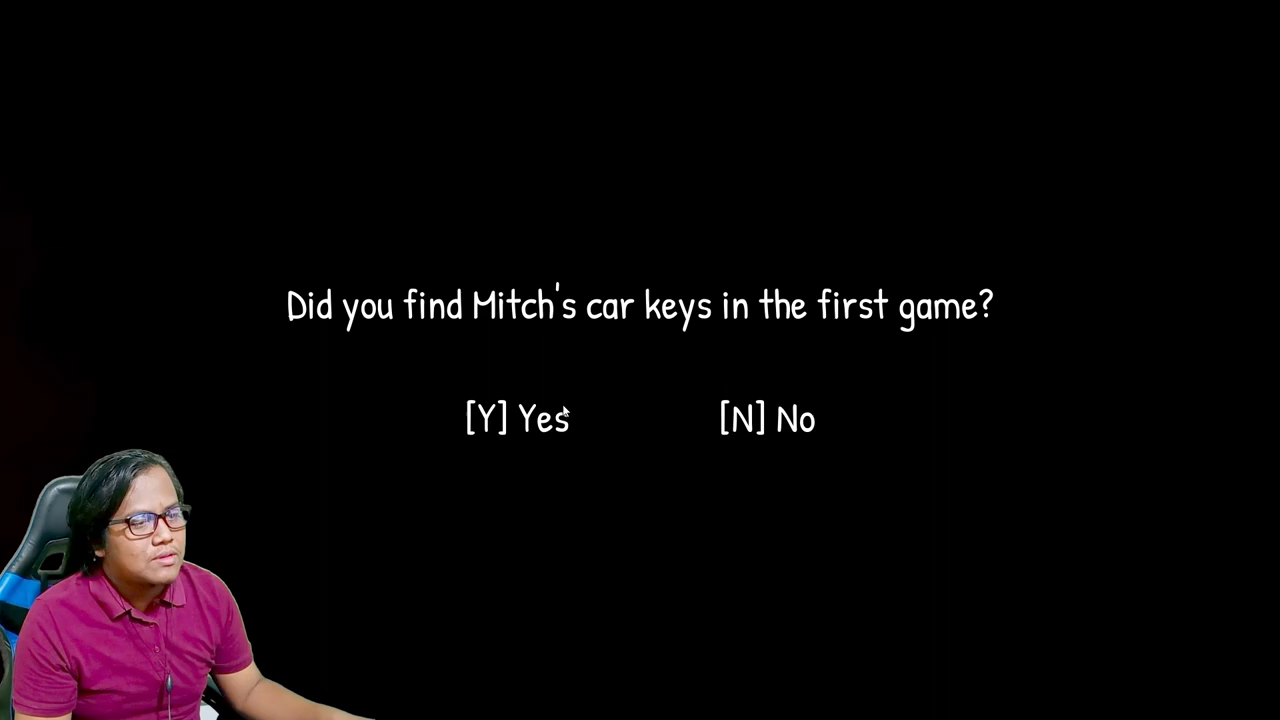 Did you find Mitch's car keys in the first game?
[Y] Yes [N] No